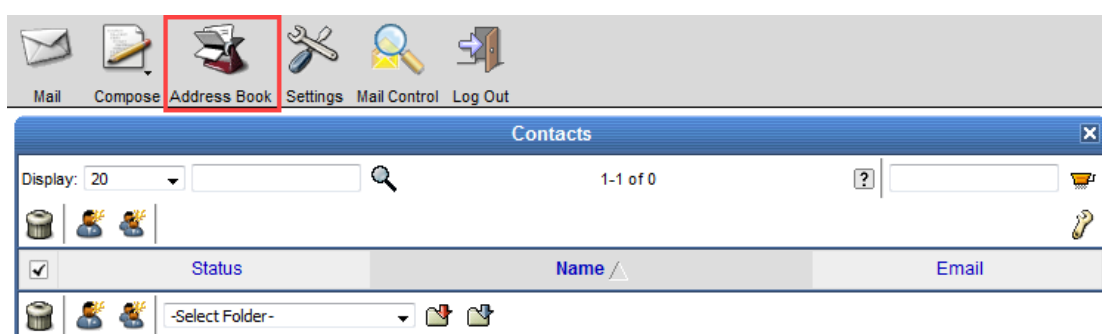 Mail Compose Address Book Settings Mail Control Log Out
Contacts
Display: 20 1-1 of 0 ?
Status Name Email
-Select Folder-